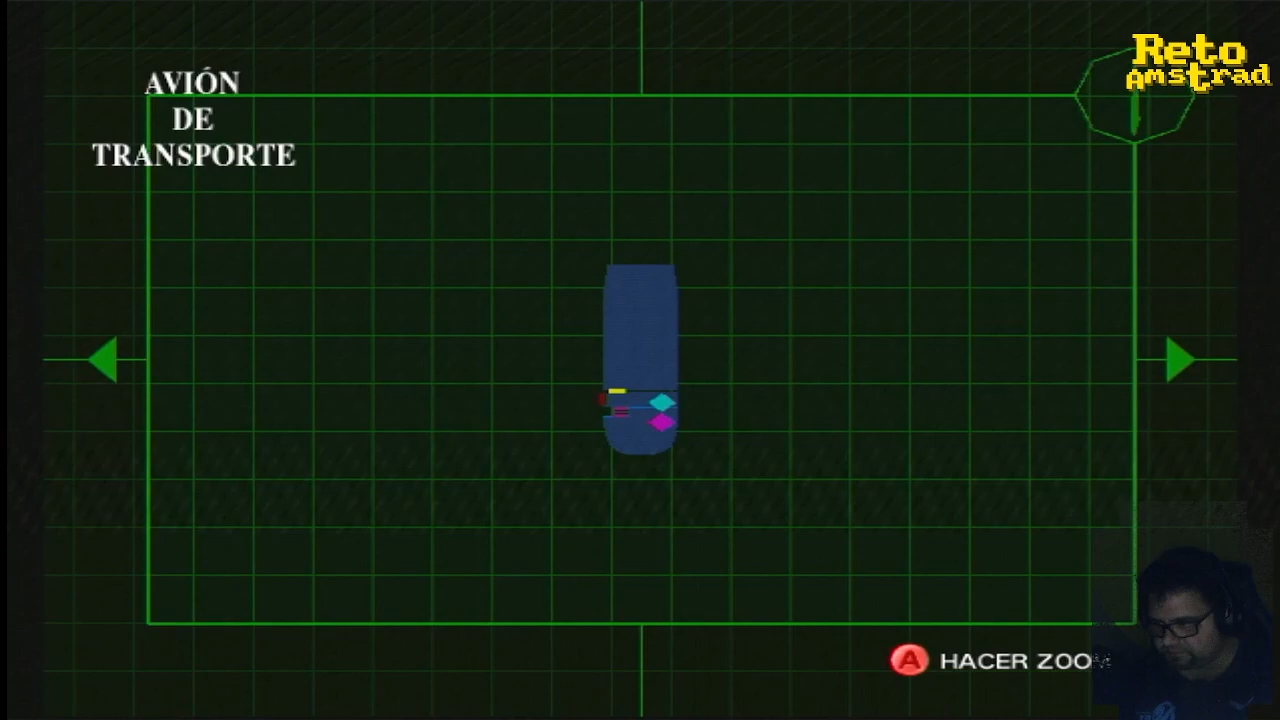 AVIÓN
DE
TRANSPORTE
Reto
Amstrad
A HACER ZOOM